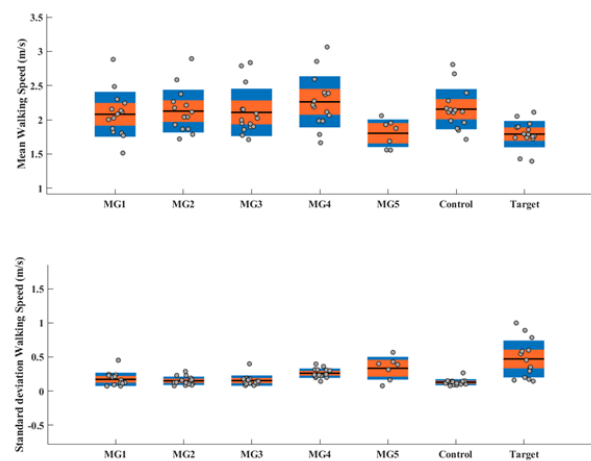 Mean Walking Speed (m/s)
3.5
3
2.5
2
1.5
1
MG1 MG2 MG3 MG4 MG5 Control Target
Standard deviation Walking Speed (m/s)
1.5
1
0.5
0
-0.5
MG1 MG2 MG3 MG4 MG5 Control Target